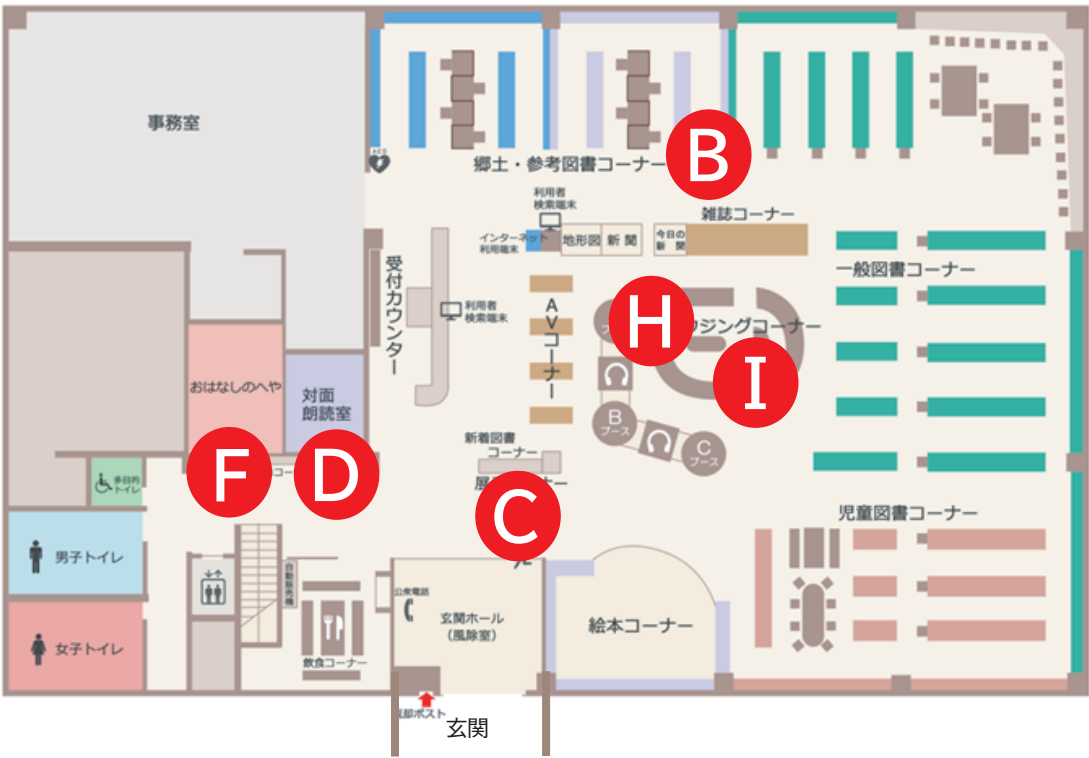 事務室
AED
郷土・参考図書コーナー
B
利用者
検索端末
雑誌コーナー
インターネット
利用端末
地形図
新聞
今日の
新聞
受付カウンター
利用者
検索端末
AVコーナー
H
ウジングコーナー
I
一般図書コーナー
おはなしのへや
対面
朗読室
B
ブース
C
ブース
新着図書
コーナー
F
D
C
多目的
トイレ
児童図書コーナー
男子トイレ
自動販売機
公衆電話
玄関ホール
(風除室)
絵本コーナー
女子トイレ
飲食コーナー
却ポスト
玄関